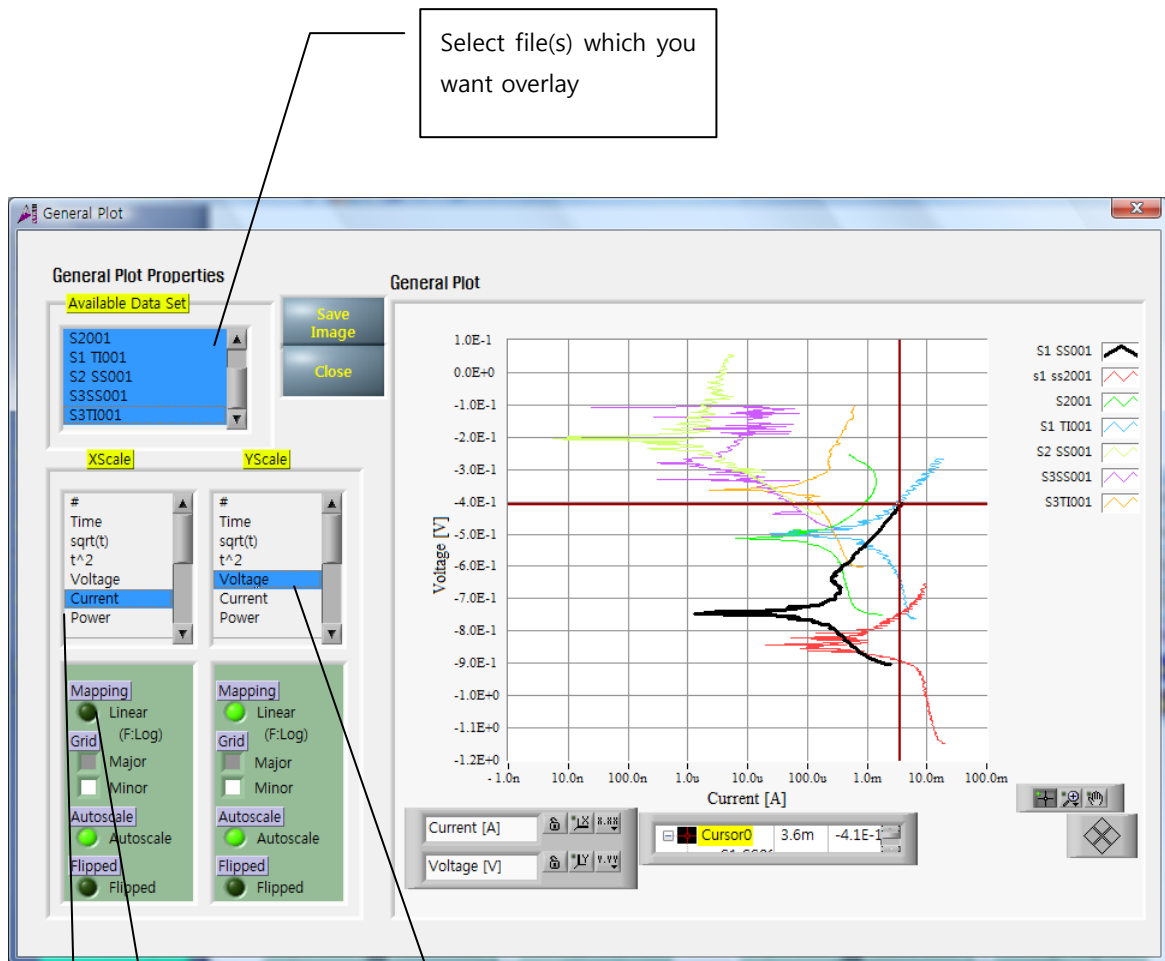 Select file(s) which you
want overlay
General Plot
General Plot Properties
Available Data Set
S2001
S1 TI001
S2 SS001
S3SS001
S3TI001
Save
Image
Close
XScale
#
Time
sqrt(t)
t^2
Voltage
Current
Power
YScale
#
Time
sqrt(t)
t^2
Voltage
Current
Power
Mapping
Linear
(F:Log)
Grid
Major
Minor
Autoscale
Autoscale
Flipped
Flipped
Mapping
Linear
(F:Log)
Grid
Major
Minor
Autoscale
Autoscale
Flipped
Flipped
General Plot
1.0E-1
0.0E+0
-1.0E-1
-2.0E-1
-3.0E-1
-4.0E-1
-5.0E-1
-6.0E-1
-7.0E-1
-8.0E-1
-9.0E-1
-1.0E+0
-1.1E+0
-1.2E+0
Voltage [V]
- 1.0n 10.0n 100.0n 1.0u 10.0u 100.0u 1.0m 10.0m 100.0m
Current [A]
S1 SS001
s1 ss2001
S2001
S1 TI001
S2 SS001
S3SS001
S3TI001
Current [A]
X.XX
Voltage [V]
Y.YY
Cursor0 3.6m -4.1E-1